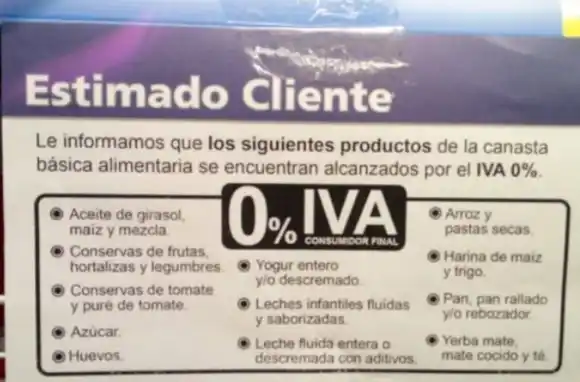 Estimado Cliente
Le informamos que los siguientes productos de la canasta
básica alimentaria se encuentran alcanzados por el IVA 0%.
0% IVA
CONSUMIDOR FINAL
Aceite de girasol,
maíz y mezcla.
Conservas de frutas,
hortalizas y legumbres.
Conservas de tomate
y puré de tomate.
Azúcar.
Huevos.
Yogur entero
y/o descremado.
Leches infantiles fluidas
y saborizadas.
Leche fluida entera o
descremada con aditivos.
Arroz y
pastas secas.
Harina de maíz
y trigo.
Pan, pan rallado
y/o rebozador.
Yerba mate,
mate cocido y té.